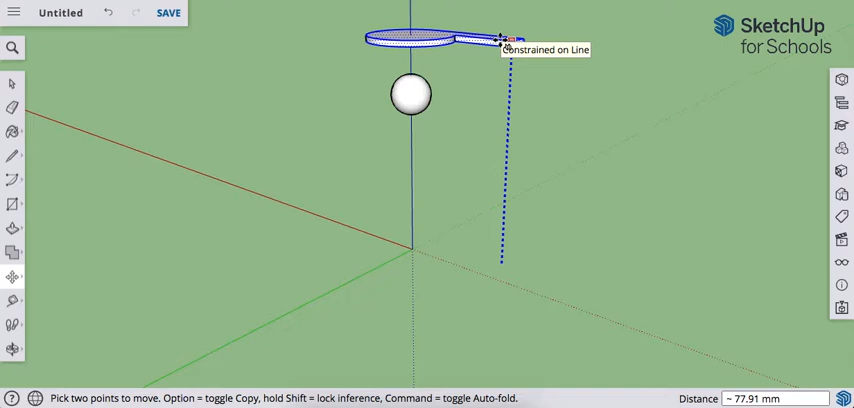 Untitled SAVE
SketchUp
for Schools
Constrained on Line
Pick two points to move. Option = toggle Copy, hold Shift = lock inference, Command = toggle Auto-fold.
Distance ~ 77.91 mm